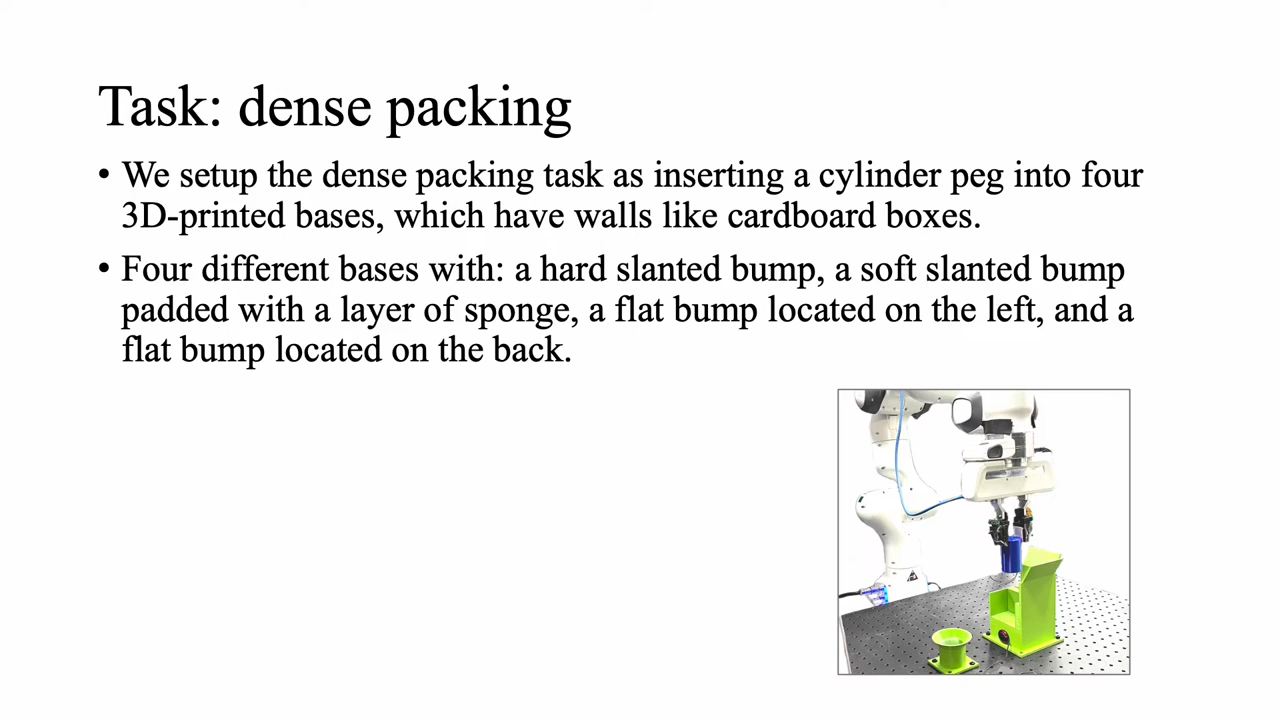 Task: dense packing
• We setup the dense packing task as inserting a cylinder peg into four
3D-printed bases, which have walls like cardboard boxes.
• Four different bases with: a hard slanted bump, a soft slanted bump
padded with a layer of sponge, a flat bump located on the left, and a
flat bump located on the back.